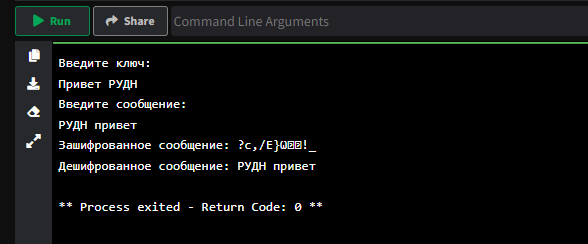 Run Share Command Line Arguments
Введите ключ:
Привет РУДН
Введите сообщение:
РУДН привет
Зашифрованное сообщение:
Дешифрованное сообщение: РУДН привет
** Process exited - Return Code: 0 **